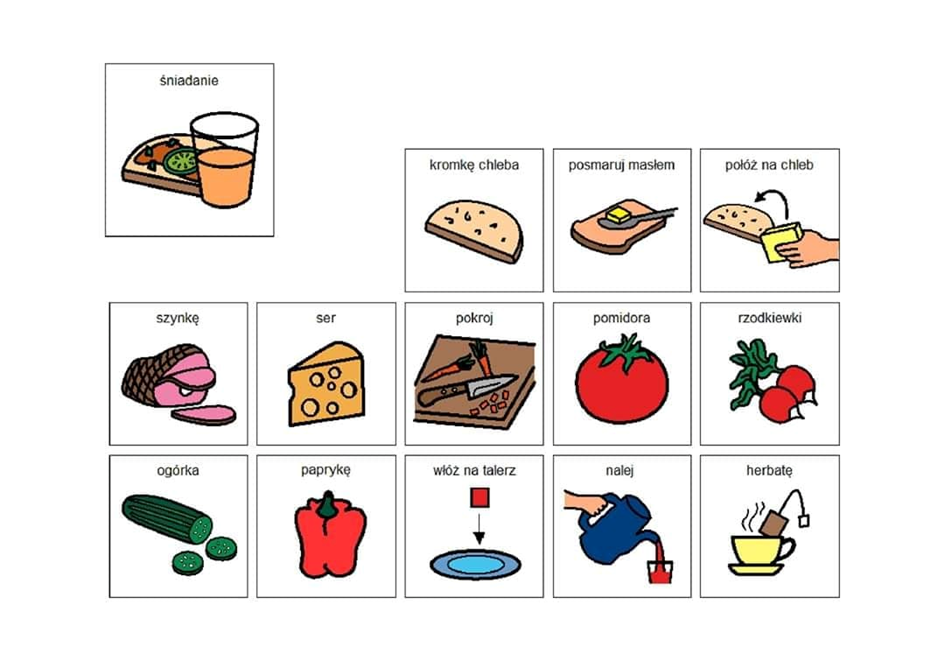 śniadanie
kromkę chleba
posmaruj masłem
połóż na chleb
szynkę
ser
pokroj
pomidora
rzodkiewki
ogórka
paprykę
włóż na talerz
nalej
herbatę